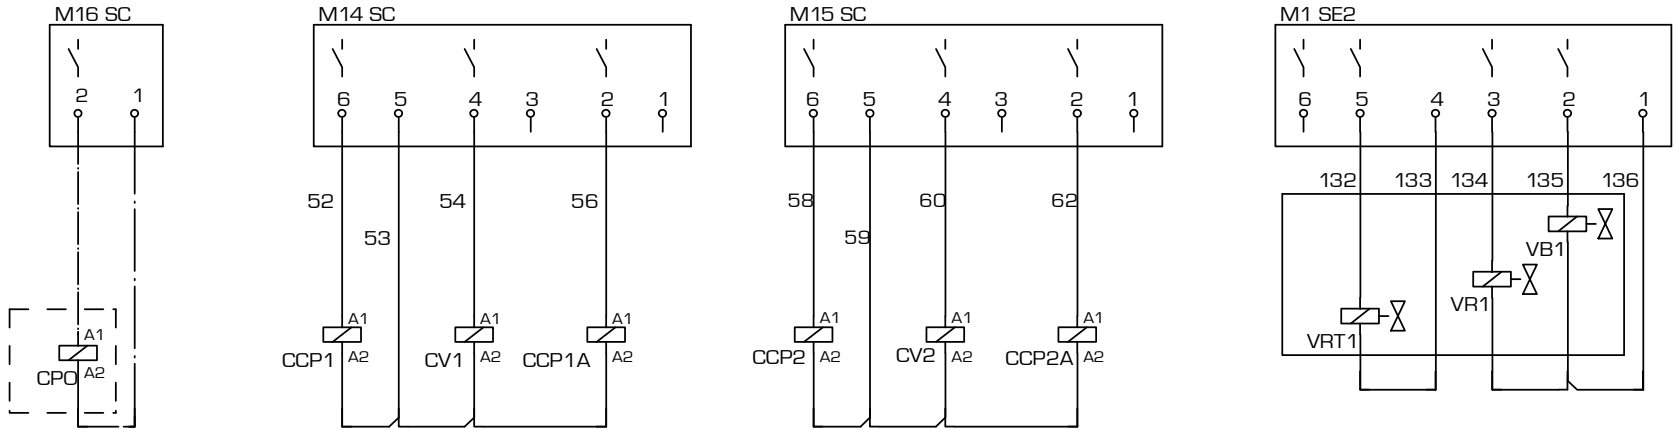 M16 SC M14 SC M15 SC M1 SE2
2 1 6 5 4 3 2 1 6 5 4 3 2 1 6 5 4 3 2 1
132 133 134 135 136
52 54 56 58 60 62
53 59
VB1
VR1
A1 A1 A1 A1 A1 A1
A1 VRT1
CCP1 A2 CV1 A2 CCP1A A2 CCP2 A2 CV2 A2 CCP2A A2
CPO A2